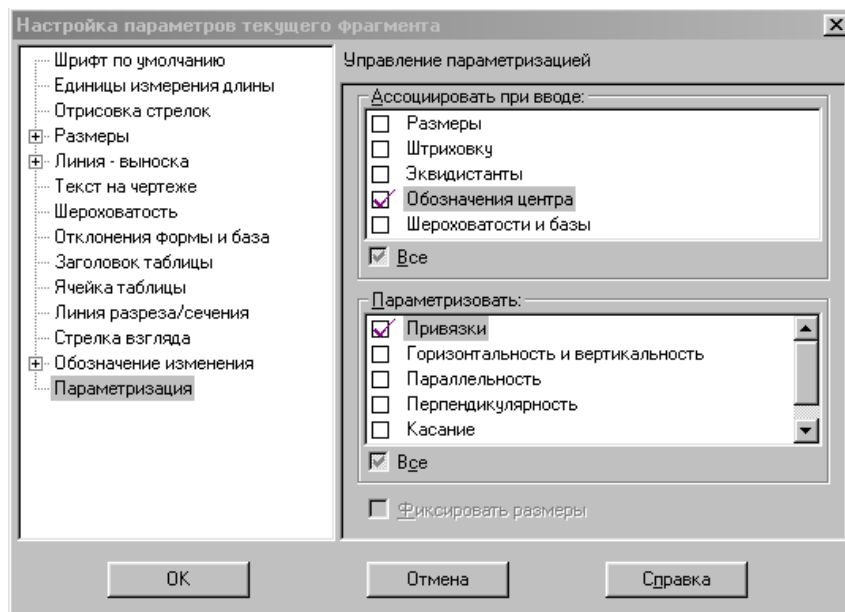 Настройка параметров текущего фрагмента
Шрифт по умолчанию
Единицы измерения длины
Отрисовка стрелок
Размеры
Линия - выноска
Текст на чертеже
Шероховатость
Отклонения формы и база
Заголовок таблицы
Ячейка таблицы
Линия разреза/сечения
Стрелка взгляда
Обозначение изменения
Параметризация
Управление параметризацией
Ассоциировать при вводе:
Размеры
Штриховку
Эквидистанты
Обозначения центра
Шероховатости и базы
Все
Параметризовать:
Привязки
Горизонтальность и вертикальность
Параллельность
Перпендикулярность
Касание
Все
Фиксировать размеры
OK
Отмена
Справка